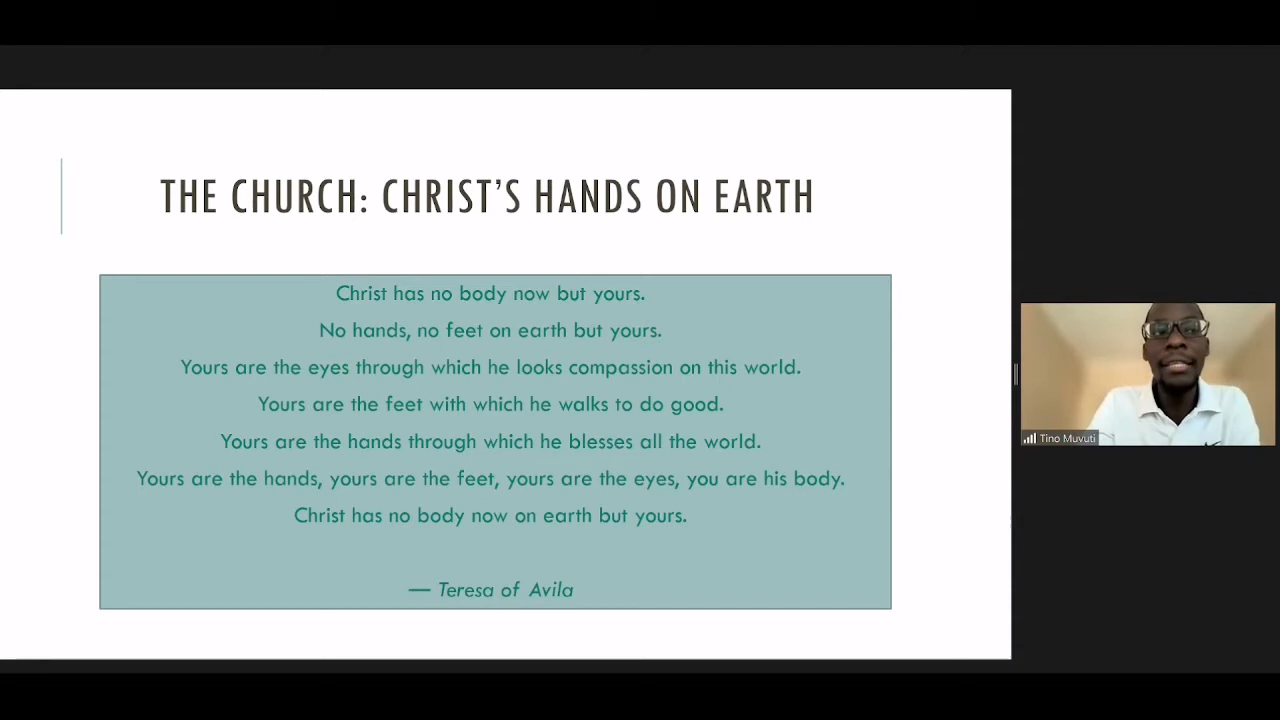 THE CHURCH: CHRIST'S HANDS ON EARTH
Christ has no body now but yours.
No hands, no feet on earth but yours.
Yours are the eyes through which he looks compassion on this world.
Yours are the feet with which he walks to do good.
Yours are the hands through which he blesses all the world.
Yours are the hands, yours are the feet, yours are the eyes, you are his body.
Christ has no body now on earth but yours.
— Teresa of Avila
Tino Muvuti